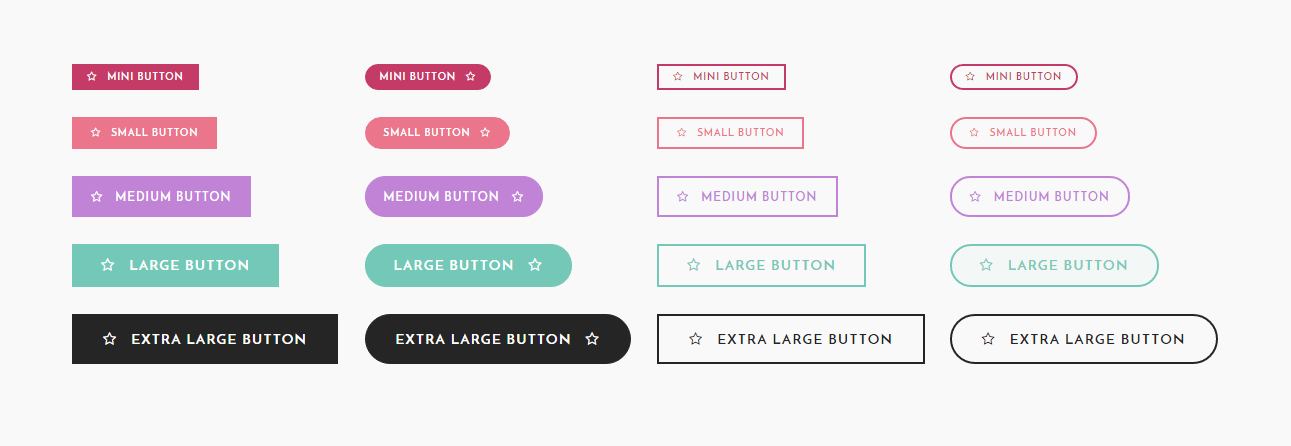 MINI BUTTON MINI BUTTON MINI BUTTON MINI BUTTON
SMALL BUTTON SMALL BUTTON SMALL BUTTON SMALL BUTTON
MEDIUM BUTTON MEDIUM BUTTON MEDIUM BUTTON MEDIUM BUTTON
LARGE BUTTON LARGE BUTTON LARGE BUTTON LARGE BUTTON
EXTRA LARGE BUTTON EXTRA LARGE BUTTON EXTRA LARGE BUTTON EXTRA LARGE BUTTON